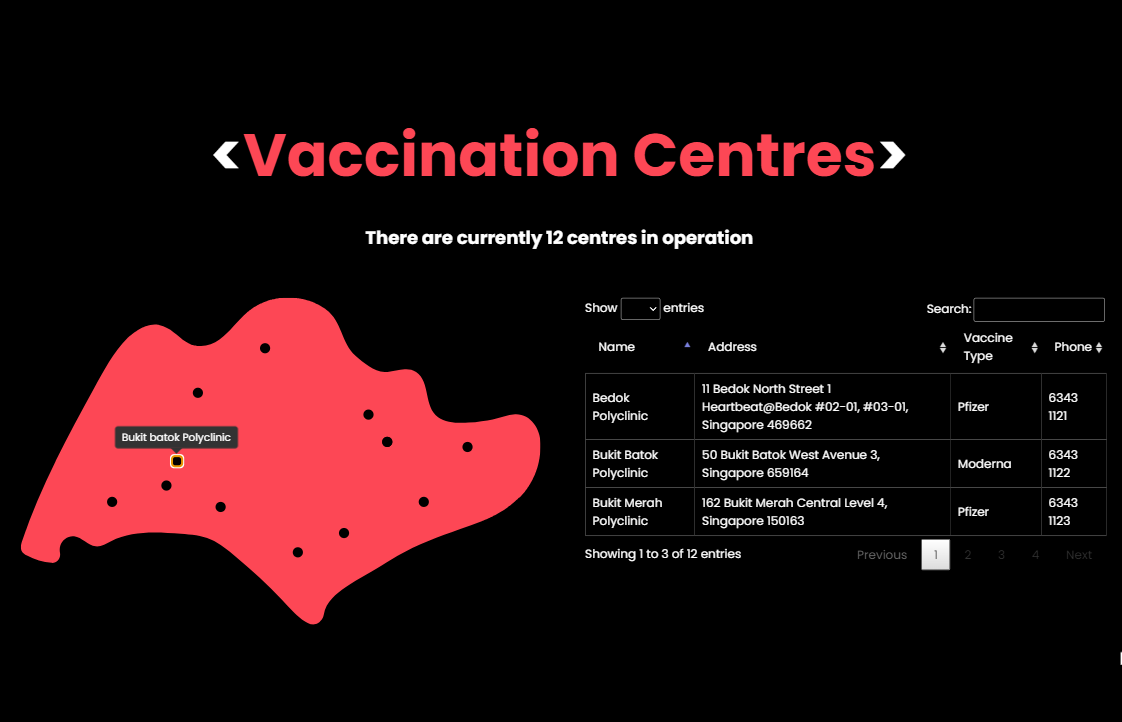 <Vaccination Centres>
There are currently 12 centres in operation
Bukit batok Polyclinic
Show entries
Search:
Name Address Vaccine Type Phone
Bedok Polyclinic 11 Bedok North Street 1 Heartbeat@Bedok #02-01, #03-01, Singapore 469662 Pfizer 6343 1121
Bukit Batok Polyclinic 50 Bukit Batok West Avenue 3, Singapore 659164 Moderna 6343 1122
Bukit Merah Polyclinic 162 Bukit Merah Central Level 4, Singapore 150163 Pfizer 6343 1123
Showing 1 to 3 of 12 entries
Previous 1 2 3 4 Next